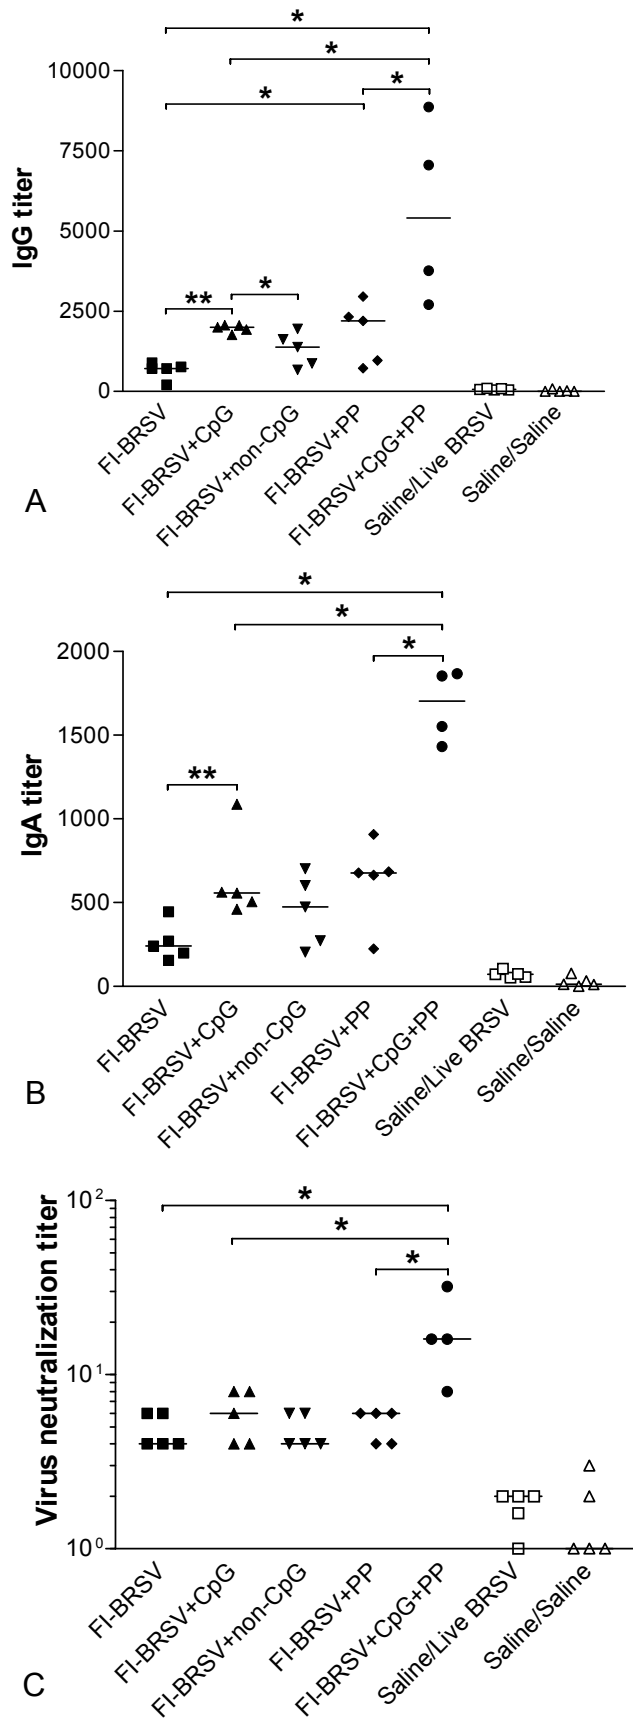 *
*
*
*
10000
7500
5000
2500
0
IgG titer
**
*
FI-BRSV
FI-BRSV+CpG
FI-BRSV+non-CpG
FI-BRSV+PP
FI-BRSV+CpG+PP
Saline/Live BRSV
Saline/Saline
A
*
*
*
2000
1500
1000
500
0
IgA titer
**
FI-BRSV
FI-BRSV+CpG
FI-BRSV+non-CpG
FI-BRSV+PP
FI-BRSV+CpG+PP
Saline/Live BRSV
Saline/Saline
B
*
*
*
10²
10¹
10⁰
Virus neutralization titer
FI-BRSV
FI-BRSV+CpG
FI-BRSV+non-CpG
FI-BRSV+PP
FI-BRSV+CpG+PP
Saline/Live BRSV
Saline/Saline
C